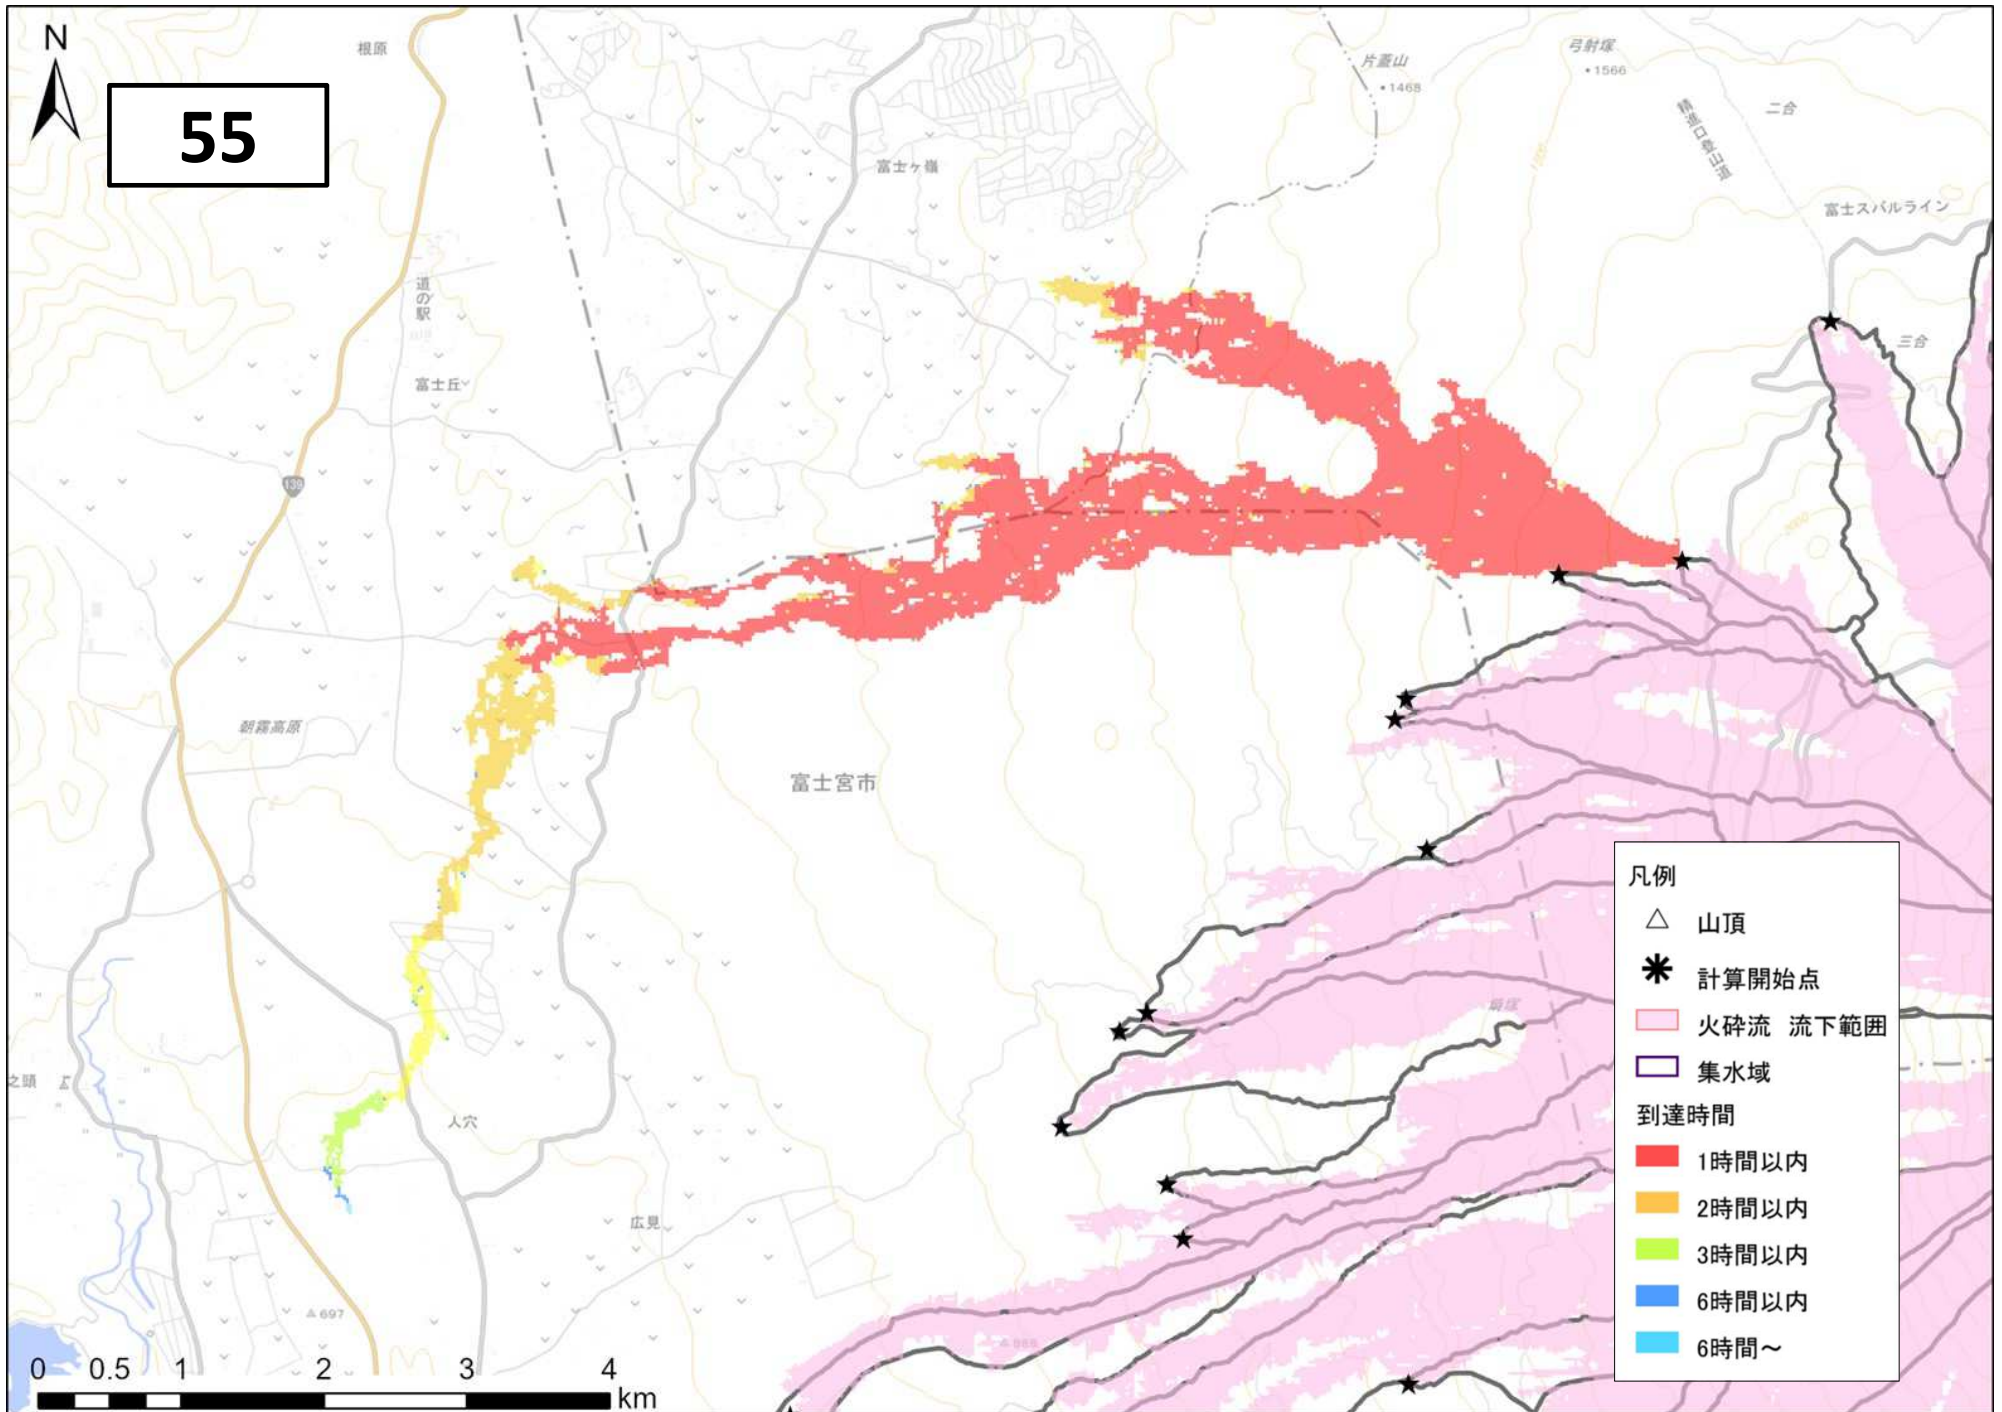 N
55
根原
富士ヶ嶺
片蓋山
•1468
弓射塚
•1566
精進口登山道
二合
富士スバルライン
三合
道の駅
富士丘
139
朝霧高原
富士宮市
人穴
広見
697
之頭
凡例
△ 山頂
計算開始点
火砕流 流下範囲
集水域
到達時間
1時間以内
2時間以内
3時間以内
6時間以内
6時間～
0 0.5 1 2 3 4
km